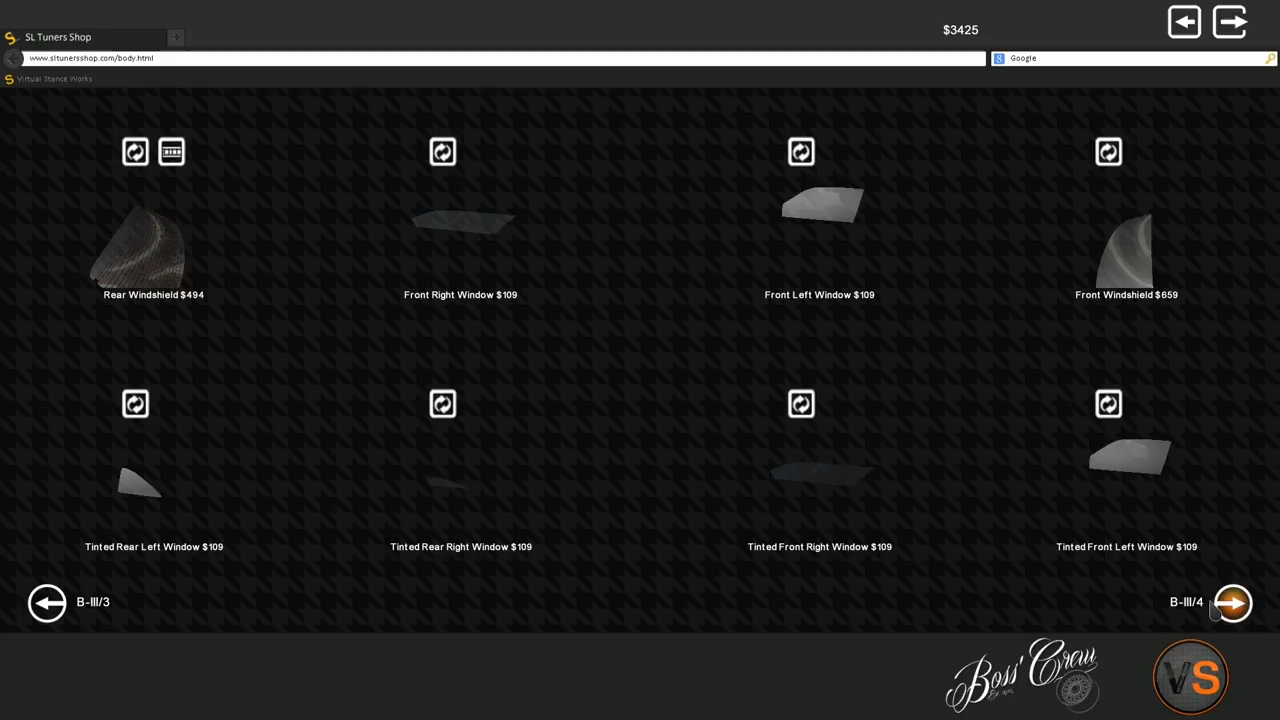 SL Tuners Shop
+
$3425
www.sltunersshop.com/body.html
Google
Virtual Stance Works
Rear Windshield $494
Front Right Window $109
Front Left Window $109
Front Windshield $659
Tinted Rear Left Window $109
Tinted Rear Right Window $109
Tinted Front Right Window $109
Tinted Front Left Window $109
B-III/3
B-III/4
Boss' Crew
VS